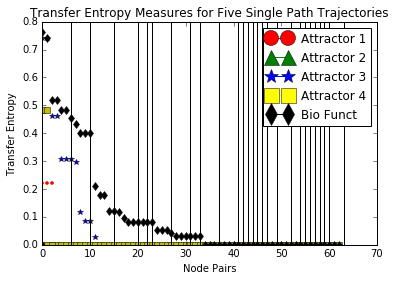 Transfer Entropy Measures for Five Single Path Trajectories
0.8
0.7
0.6
0.5
0.4
0.3
0.2
0.1
0.0
Transfer Entropy
Attractor 1
Attractor 2
Attractor 3
Attractor 4
Bio Funct
0 10 20 30 40 50 60 70
Node Pairs